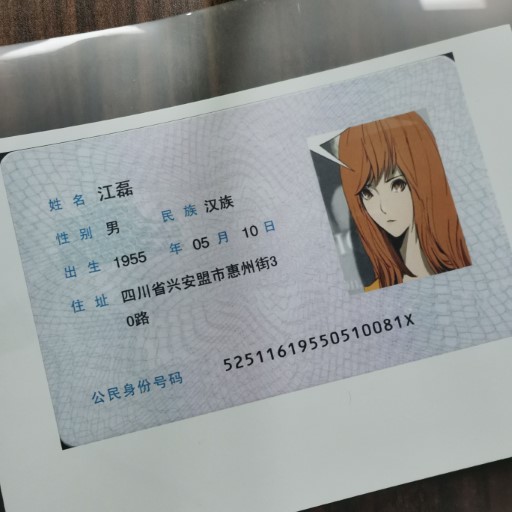 姓名 江磊
性别 男 民族 汉族
出生 1955 年 05 月 10 日
住址 四川省兴安盟市惠州街3
0路
公民身份号码 52511619550510081X